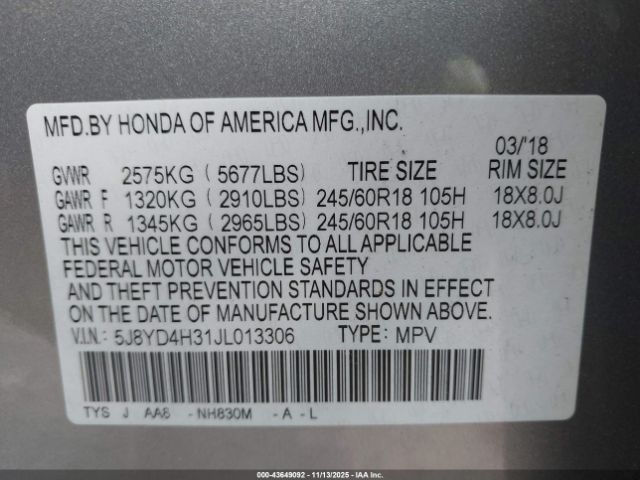 MFD.BY HONDA OF AMERICA MFG.,INC.
03/'18
GVWR 2575KG ( 5677LBS) TIRE SIZE RIM SIZE
GAWR F 1320KG ( 2910LBS) 245/60R18 105H 18X8.0J
GAWR R 1345KG ( 2965LBS) 245/60R18 105H 18X8.0J
THIS VEHICLE CONFORMS TO ALL APPLICABLE
FEDERAL MOTOR VEHICLE SAFETY
AND THEFT PREVENTION STANDARDS IN EFFECT
ON THE DATE OF MANUFACTURE SHOWN ABOVE.
V.I.N.: 5J8YD4H31JL013306 TYPE: MPV
TYS J AA6 -NH830M -A-L
000-43649092 - 11/13/2025 - IAA Inc.